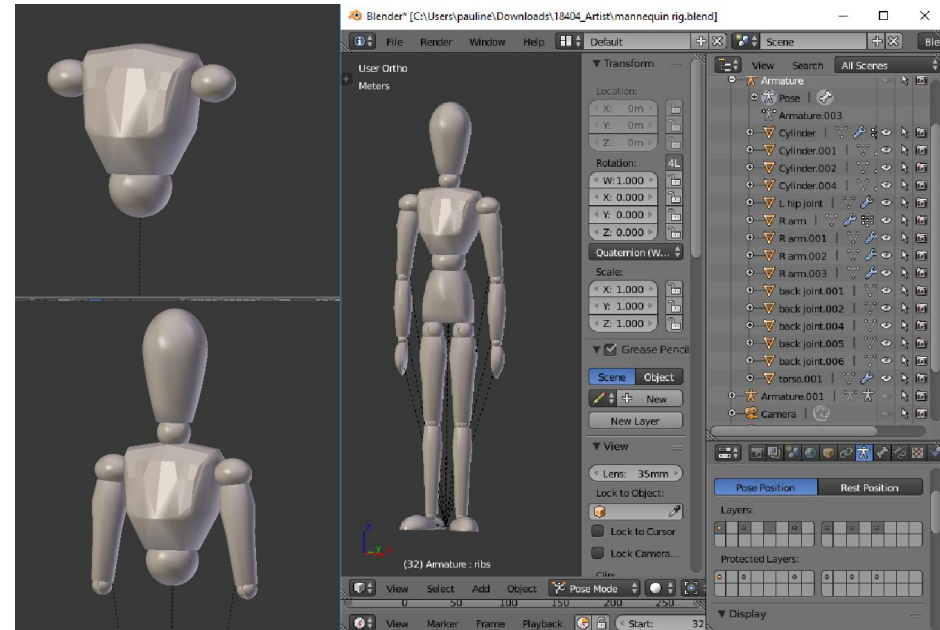 Blender* [C:\Users\pauline\Downloads\18404_Artist\mannequin rig.blend]
File Render Window Help Default Scene Ble
User Ortho
Meters
Transform
Location:
X: 0m
Y: 0m
Z: 0m
Rotation: 4L
W: 1.000
X: 0.000
Y: 0.000
Z: 0.000
Quaternion (W...
Scale:
X: 1.000
Y: 1.000
Z: 1.000
Grease Pencil
Scene Object
New
New Layer
View
Lens: 35mm
Lock to Object:
Lock to Cursor
Lock Camera...
Clip:
z
y
(32) Armature : ribs
View Select Add Object Pose Mode
0 50 100 150 200 250
View Marker Frame Playback Start: 32
View Search All Scenes
Armature
Pose
Armature.003
Cylinder
Cylinder.001
Cylinder.002
Cylinder.004
L hip joint
R arm
R arm.001
R arm.002
R arm.003
back joint.001
back joint.002
back joint.004
back joint.005
back joint.006
torso.001
Armature.001
Camera
Pose Position Rest Position
Layers:
Protected Layers:
Display